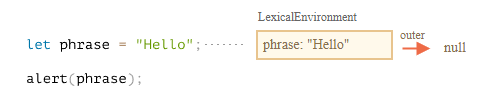 LexicalEnvironment
let phrase = "Hello"; phrase: "Hello" outer null
alert(phrase);